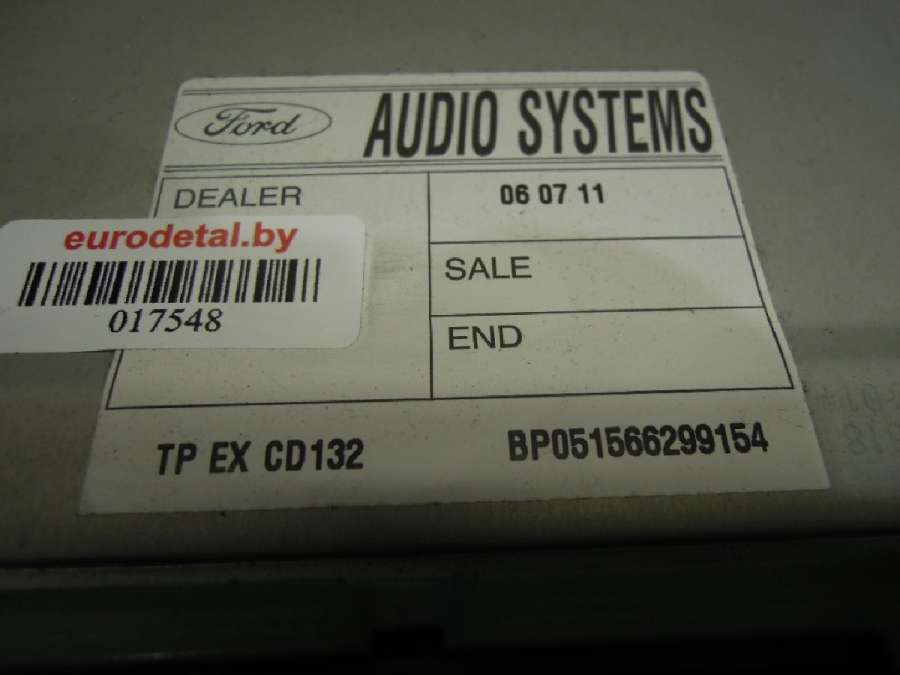 Ford AUDIO SYSTEMS
DEALER
06 07 11
eurodetal.by
017548
SALE
END
TP EX CD132
BP051566299154